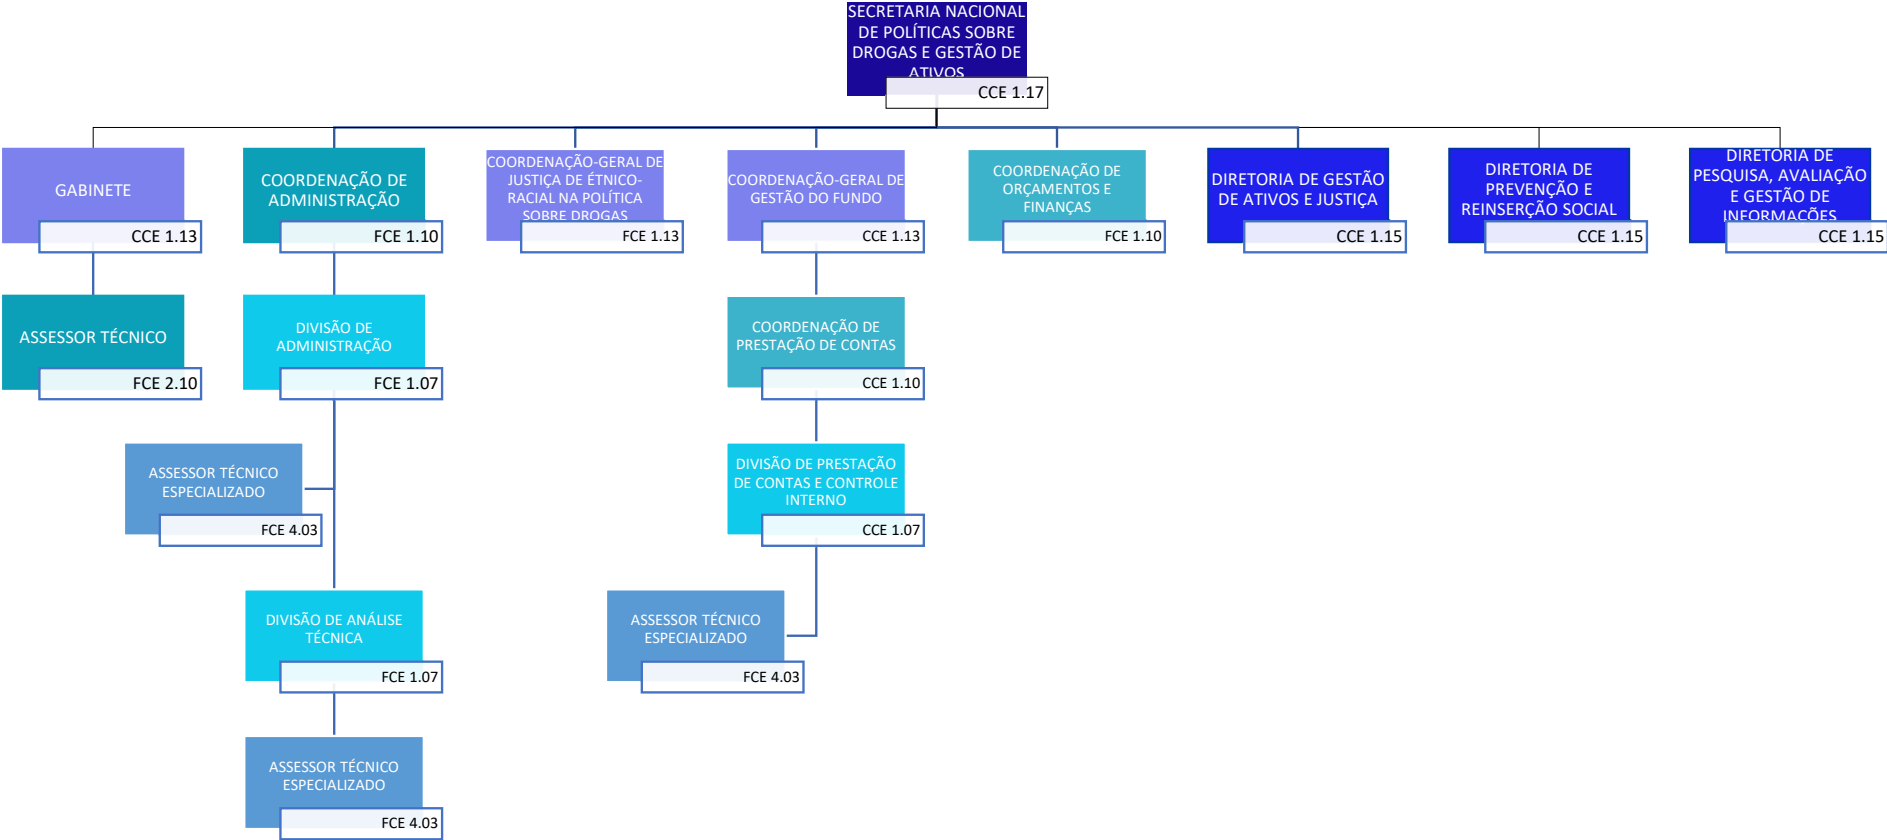 SECRETARIA NACIONAL
DE POLÍTICAS SOBRE
DROGAS E GESTÃO DE
ATIVOS
CCE 1.17
GABINETE
CCE 1.13
COORDENAÇÃO DE
ADMINISTRAÇÃO
FCE 1.10
COORDENAÇÃO-GERAL DE
JUSTIÇA DE ÉTNICO-
RACIAL NA POLÍTICA
SOBRE DROGAS
FCE 1.13
COORDENAÇÃO-GERAL DE
GESTÃO DO FUNDO
CCE 1.13
COORDENAÇÃO DE
ORÇAMENTOS E
FINANÇAS
FCE 1.10
DIRETORIA DE GESTÃO
DE ATIVOS E JUSTIÇA
CCE 1.15
DIRETORIA DE
PREVENÇÃO E
REINSERÇÃO SOCIAL
CCE 1.15
DIRETORIA DE
PESQUISA, AVALIAÇÃO
E GESTÃO DE
INFORMAÇÕES
CCE 1.15
ASSESSOR TÉCNICO
FCE 2.10
DIVISÃO DE
ADMINISTRAÇÃO
FCE 1.07
COORDENAÇÃO DE
PRESTAÇÃO DE CONTAS
CCE 1.10
ASSESSOR TÉCNICO
ESPECIALIZADO
FCE 4.03
DIVISÃO DE PRESTAÇÃO
DE CONTAS E CONTROLE
INTERNO
CCE 1.07
DIVISÃO DE ANÁLISE
TÉCNICA
FCE 1.07
ASSESSOR TÉCNICO
ESPECIALIZADO
FCE 4.03
ASSESSOR TÉCNICO
ESPECIALIZADO
FCE 4.03